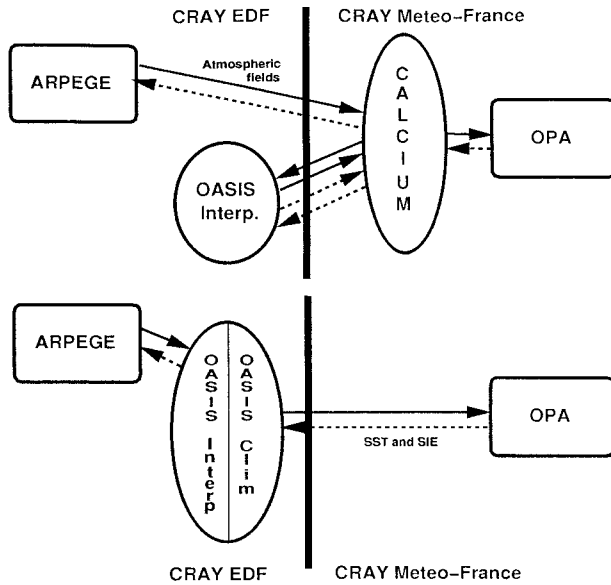 CRAY EDF
CRAY Meteo-France
ARPEGE
Atmospheric
fields
CALCIUM
OPA
OASIS
Interp.
ARPEGE
OASIS Interp
OASIS Clim
OPA
SST and SIE
CRAY EDF
CRAY Meteo-France